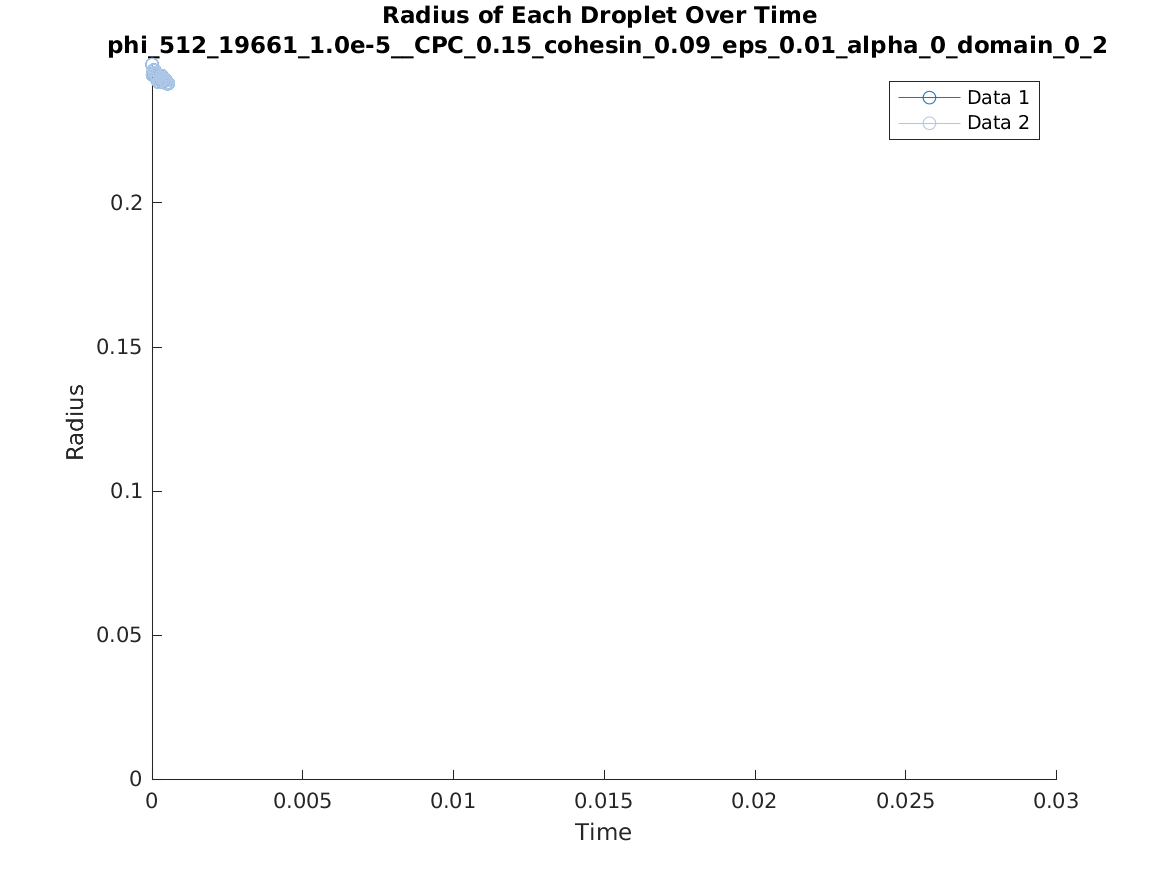 Radius of Each Droplet Over Time
phi_512_19661_1.0e-5__CPC_0.15_cohesin_0.09_eps_0.01_alpha_0_domain_0_2
Data 1
Data 2
0.2
0.15
0.1
0.05
0
Radius
0 0.005 0.01 0.015 0.02 0.025 0.03
Time